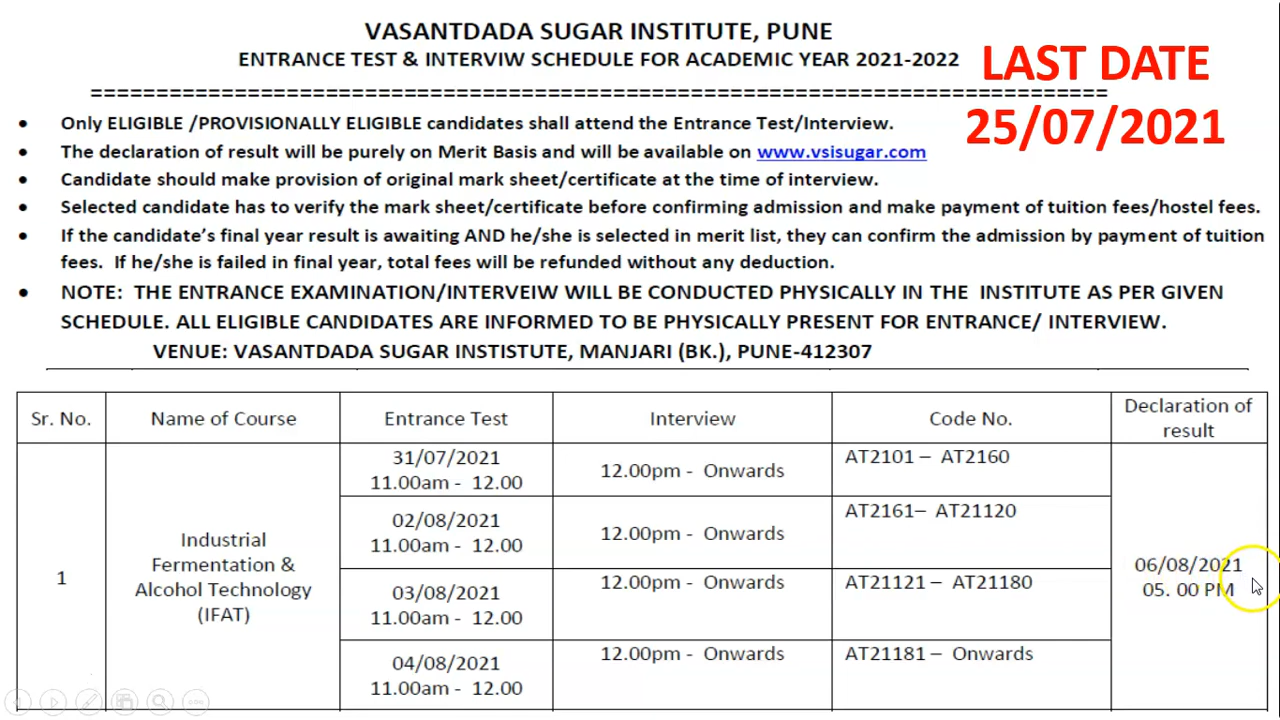 VASANTDADA SUGAR INSTITUTE, PUNE
ENTRANCE TEST & INTERVIW SCHEDULE FOR ACADEMIC YEAR 2021-2022
LAST DATE
25/07/2021
==============================================================================
• Only ELIGIBLE /PROVISIONALLY ELIGIBLE candidates shall attend the Entrance Test/Interview.
• The declaration of result will be purely on Merit Basis and will be available on www.vsisugar.com
• Candidate should make provision of original mark sheet/certificate at the time of interview.
• Selected candidate has to verify the mark sheet/certificate before confirming admission and make payment of tuition fees/hostel fees.
• If the candidate's final year result is awaiting AND he/she is selected in merit list, they can confirm the admission by payment of tuition
fees. If he/she is failed in final year, total fees will be refunded without any deduction.
• NOTE: THE ENTRANCE EXAMINATION/INTERVEIW WILL BE CONDUCTED PHYSICALLY IN THE INSTITUTE AS PER GIVEN
SCHEDULE. ALL ELIGIBLE CANDIDATES ARE INFORMED TO BE PHYSICALLY PRESENT FOR ENTRANCE/ INTERVIEW.
VENUE: VASANTDADA SUGAR INSTISTUTE, MANJARI (BK.), PUNE-412307
Sr. No. Name of Course Entrance Test Interview Code No. Declaration of
result
1
Industrial
Fermentation &
Alcohol Technology
(IFAT)
31/07/2021
11.00am - 12.00
12.00pm - Onwards
AT2101 – AT2160
02/08/2021
11.00am - 12.00
12.00pm - Onwards
AT2161– AT21120
03/08/2021
11.00am - 12.00
12.00pm - Onwards
AT21121 – AT21180
04/08/2021
11.00am - 12.00
12.00pm - Onwards
AT21181 – Onwards
06/08/2021
05. 00 PM